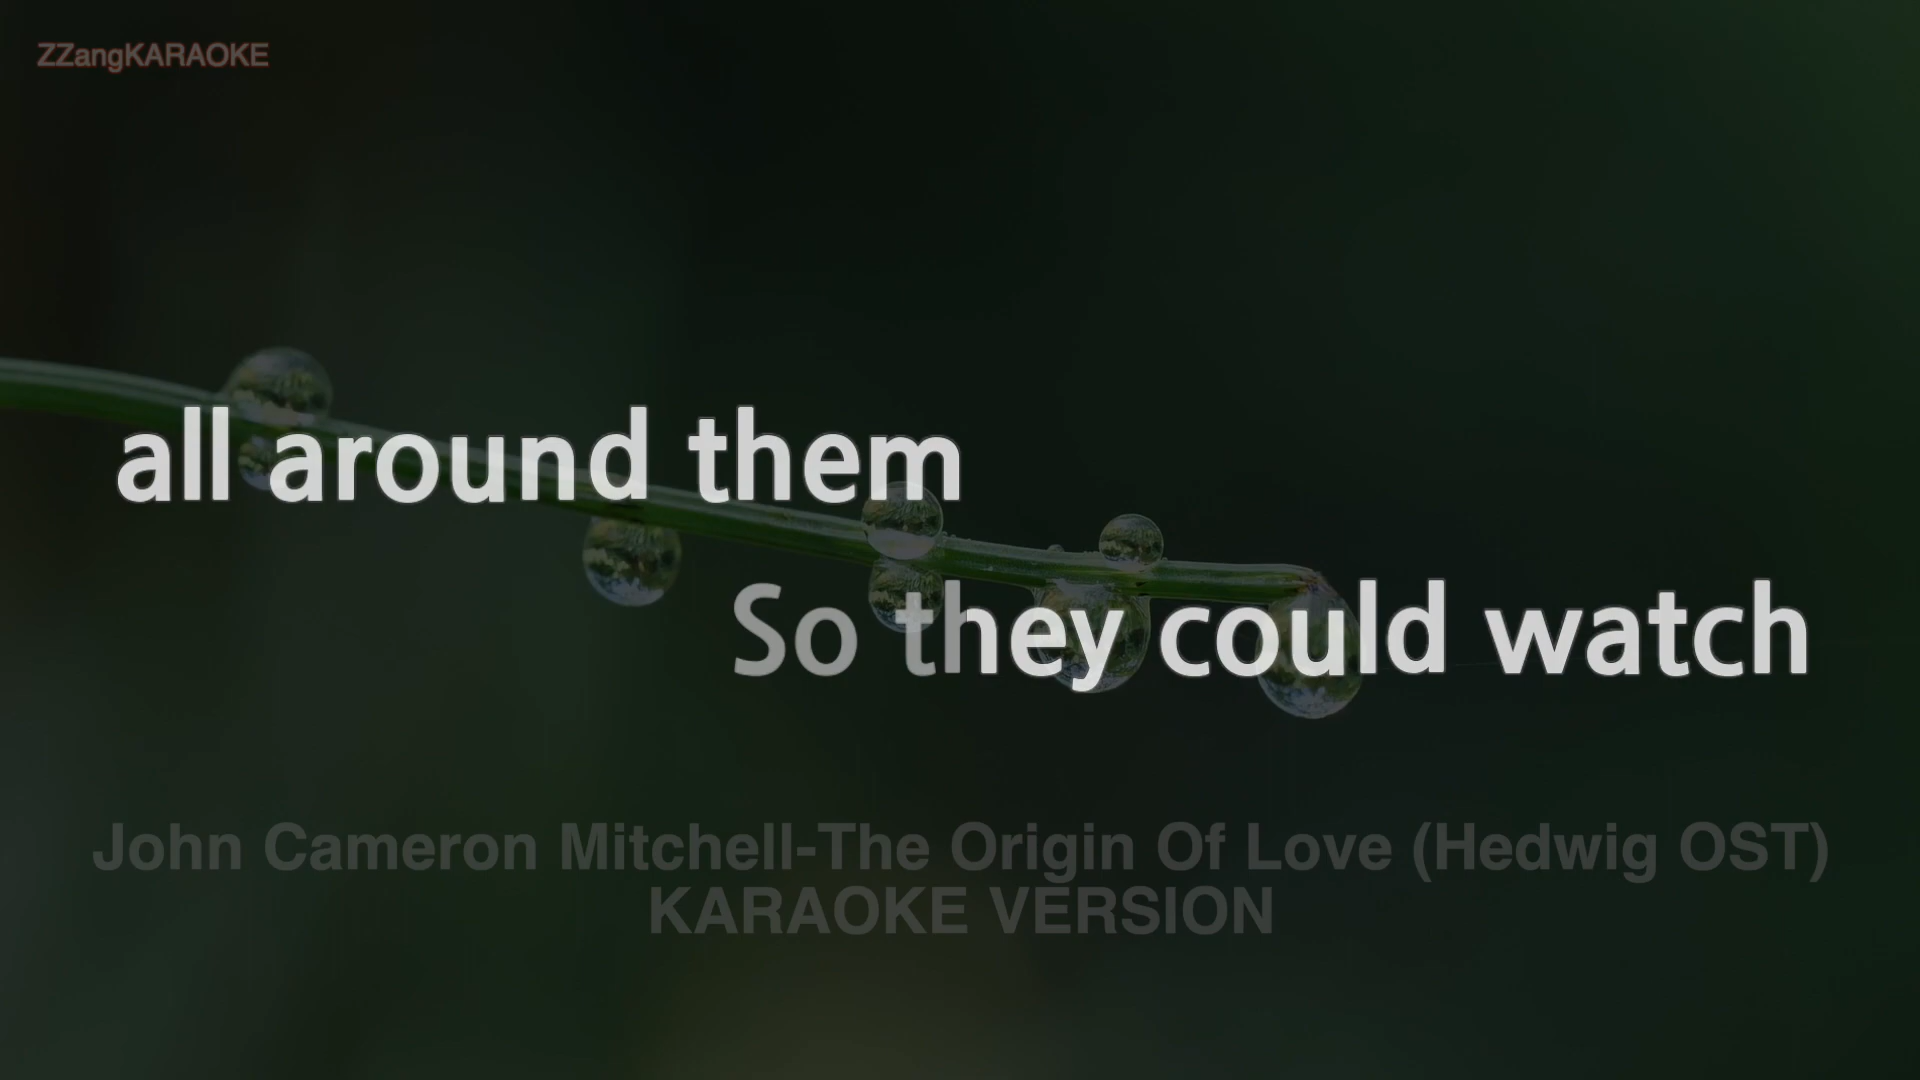 ZZangKARAOKE
all around them
So they could watch
John Cameron Mitchell-The Origin Of Love (Hedwig OST)
KARAOKE VERSION